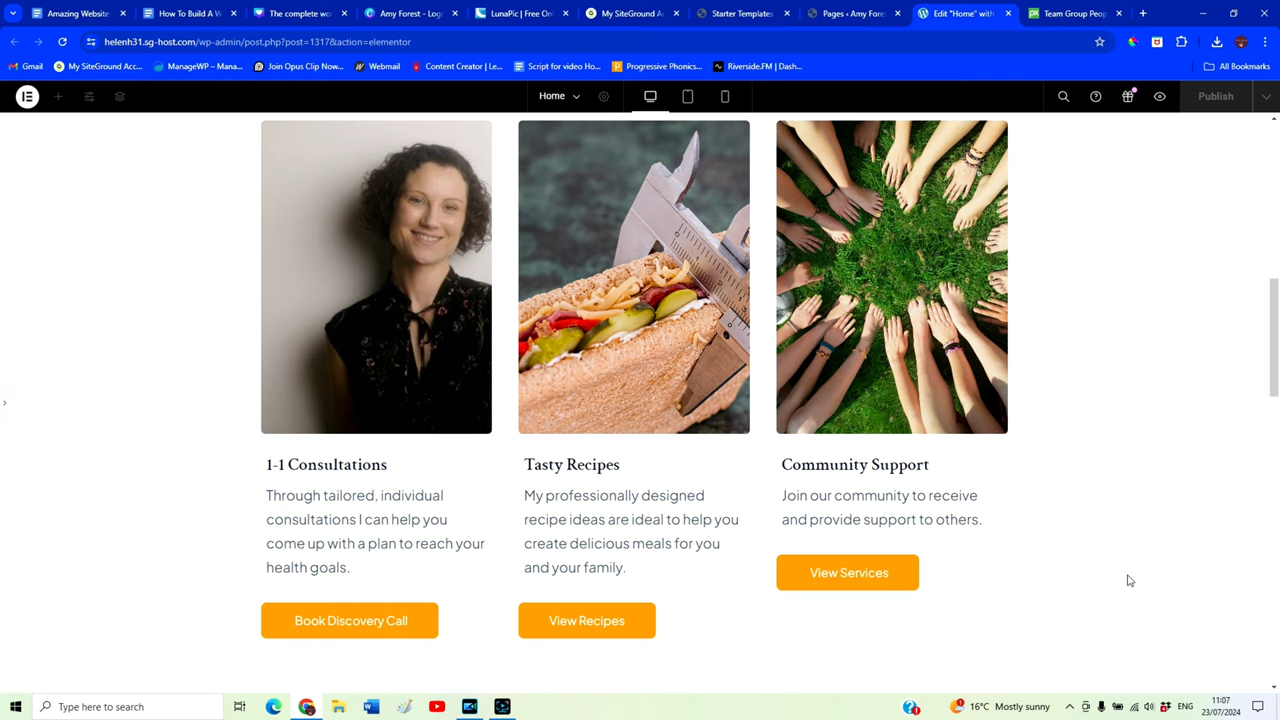 Amazing Website
How To Build A W
The complete wo
Amy Forest - Log
LunaPic | Free On
My SiteGround A
Starter Templates
Pages ‹ Amy Fore
Edit "Home" with
Team Group Peop
helenh31.sg-host.com/wp-admin/post.php?post=1317&action=elementor
Gmail
My SiteGround Acc...
ManageWP – Mana...
Join Opus Clip Now...
Webmail
Content Creator | Le...
Script for video Ho...
Progressive Phonics...
Riverside.FM | Dash...
All Bookmarks
Home
Publish
1-1 Consultations
Through tailored, individual
consultations I can help you
come up with a plan to reach your
health goals.
Book Discovery Call
Tasty Recipes
My professionally designed
recipe ideas are ideal to help you
create delicious meals for you
and your family.
View Recipes
Community Support
Join our community to receive
and provide support to others.
View Services
Type here to search
16°C Mostly sunny
ENG
11:07
23/07/2024